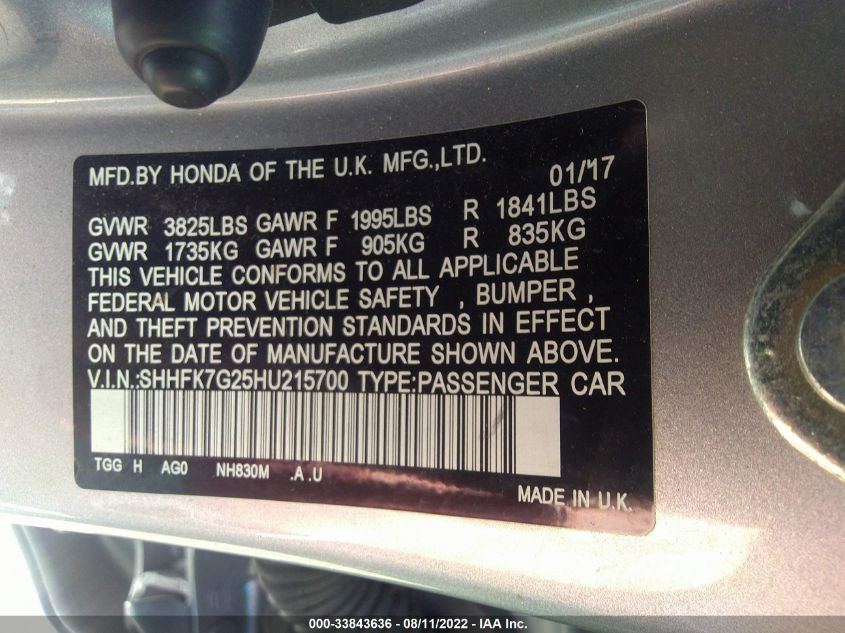 MFD.BY HONDA OF THE U.K. MFG.,LTD. 01/17
GVWR 3825LBS GAWR F 1995LBS R 1841LBS
GVWR 1735KG GAWR F 905KG R 835KG
THIS VEHICLE CONFORMS TO ALL APPLICABLE
FEDERAL MOTOR VEHICLE SAFETY , BUMPER ,
AND THEFT PREVENTION STANDARDS IN EFFECT
ON THE DATE OF MANUFACTURE SHOWN ABOVE.
V.I.N.:SHHFK7G25HU215700 TYPE:PASSENGER CAR
TGG H AG0 NH830M .A .U
MADE IN U.K.
000-33843636 - 08/11/2022 - IAA Inc.